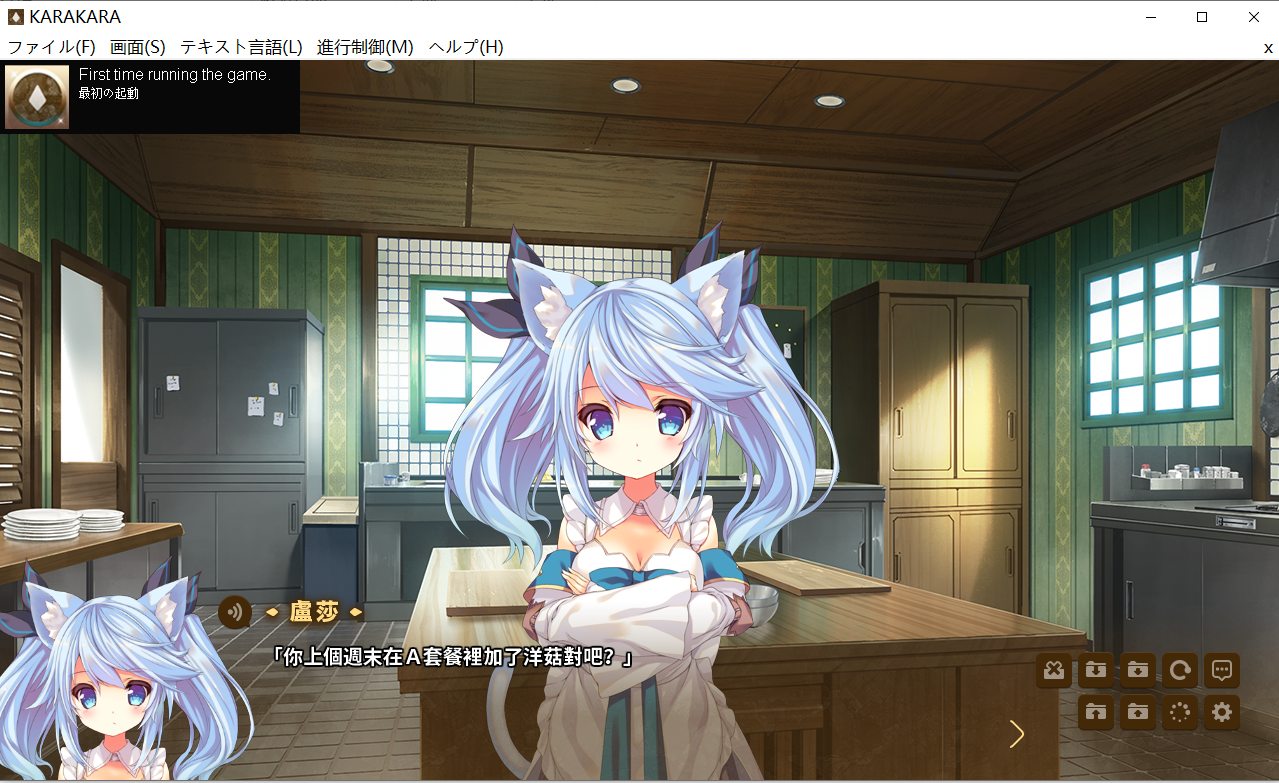 KARAKARA
ファイル(F) 画面(S) テキスト言語(L) 進行制御(M) ヘルプ(H) x
First time running the game.
最初の起動
盧莎
「你上個週末在Ａ套餐裡加了洋菇對吧？」